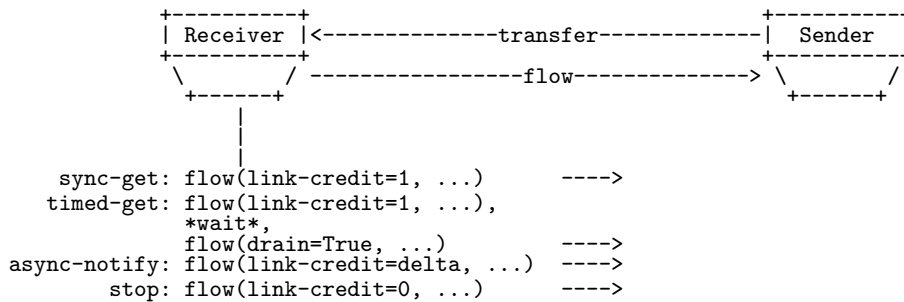 Receiver transfer Sender
flow
sync-get: flow(link-credit=1, ...) ---->
timed-get: flow(link-credit=1, ...),
*wait*,
flow(drain=True, ...) ---->
async-notify: flow(link-credit=delta, ...) ---->
stop: flow(link-credit=0, ...) ---->